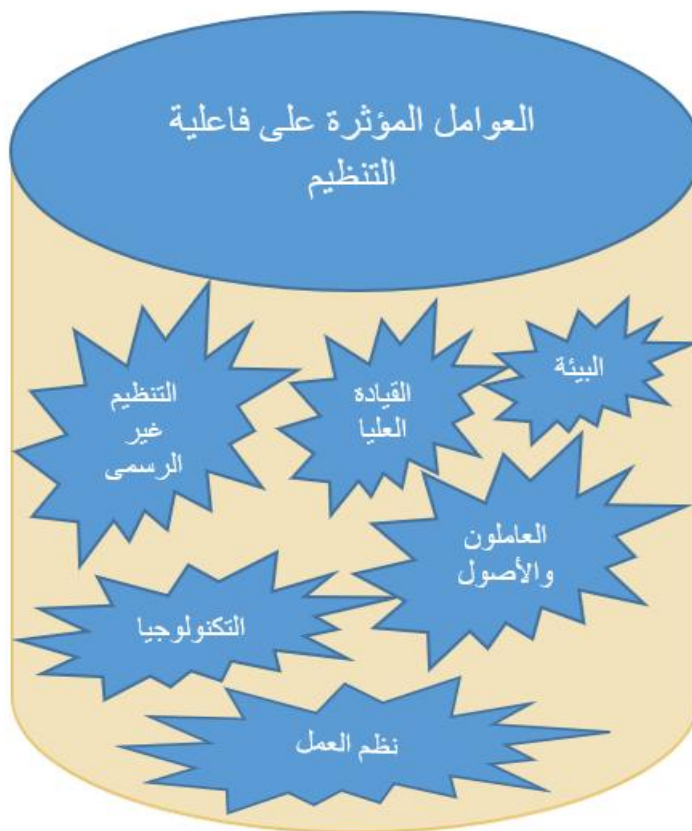 العوامل المؤثرة على فاعلية
التنظيم
البيئة
القيادة
العليا
التنظيم
غير
الرسمى
العاملون
والأصول
التكنولوجيا
نظم العمل